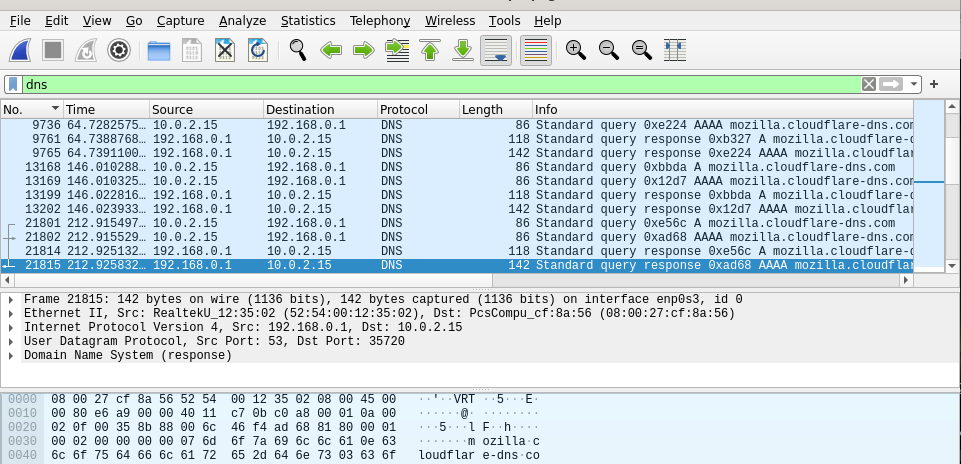 File Edit View Go Capture Analyze Statistics Telephony Wireless Tools Help
dns
No. Time Source Destination Protocol Length Info
9736 64.7282575… 10.0.2.15 192.168.0.1 DNS 86 Standard query 0xe224 AAAA mozilla.cloudflare-dns.com
9761 64.7388768… 192.168.0.1 10.0.2.15 DNS 118 Standard query response 0xb327 A mozilla.cloudflare-d
9765 64.7391100… 192.168.0.1 10.0.2.15 DNS 142 Standard query response 0xe224 AAAA mozilla.cloudflar
13168 146.010288… 10.0.2.15 192.168.0.1 DNS 86 Standard query 0xbbda A mozilla.cloudflare-dns.com
13169 146.010325… 10.0.2.15 192.168.0.1 DNS 86 Standard query 0x12d7 AAAA mozilla.cloudflare-dns.com
13199 146.022816… 192.168.0.1 10.0.2.15 DNS 118 Standard query response 0xbbda A mozilla.cloudflare-d
13202 146.023933… 192.168.0.1 10.0.2.15 DNS 142 Standard query response 0x12d7 AAAA mozilla.cloudflar
21801 212.915497… 10.0.2.15 192.168.0.1 DNS 86 Standard query 0xe56c A mozilla.cloudflare-dns.com
21802 212.915529… 10.0.2.15 192.168.0.1 DNS 86 Standard query 0xad68 AAAA mozilla.cloudflare-dns.com
21814 212.925132… 192.168.0.1 10.0.2.15 DNS 118 Standard query response 0xe56c A mozilla.cloudflare-d
21815 212.925832… 192.168.0.1 10.0.2.15 DNS 142 Standard query response 0xad68 AAAA mozilla.cloudflar
Frame 21815: 142 bytes on wire (1136 bits), 142 bytes captured (1136 bits) on interface enp0s3, id 0
Ethernet II, Src: RealtekU_12:35:02 (52:54:00:12:35:02), Dst: PcsCompu_cf:8a:56 (08:00:27:cf:8a:56)
Internet Protocol Version 4, Src: 192.168.0.1, Dst: 10.0.2.15
User Datagram Protocol, Src Port: 53, Dst Port: 35720
Domain Name System (response)
0000 08 00 27 cf 8a 56 52 54 00 12 35 02 08 00 45 00 ··'··VRT ··5···E·
0010 00 80 e6 a9 00 00 40 11 c7 0b c0 a8 00 01 0a 00 ······@· ········
0020 02 0f 00 35 8b 88 00 6c 46 f4 ad 68 81 80 00 01 ···5···l F··h····
0030 00 02 00 00 00 00 07 6d 6f 7a 69 6c 6c 61 0e 63 ·······m ozilla·c
0040 6c 6f 75 64 66 6c 61 72 65 2d 64 6e 73 03 63 6f loudflar e-dns·co